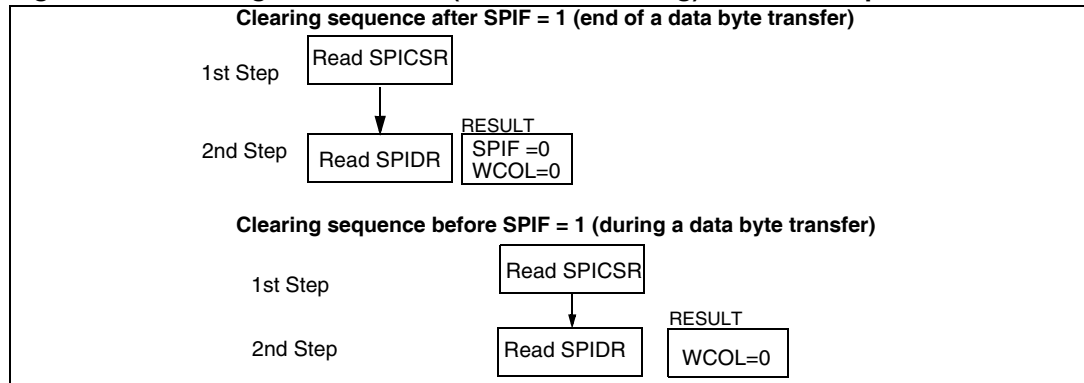 Clearing sequence after SPIF = 1 (end of a data byte transfer)
1st Step
Read SPICSR
2nd Step
Read SPIDR
RESULT
SPIF =0
WCOL=0
Clearing sequence before SPIF = 1 (during a data byte transfer)
1st Step
Read SPICSR
2nd Step
Read SPIDR
RESULT
WCOL=0